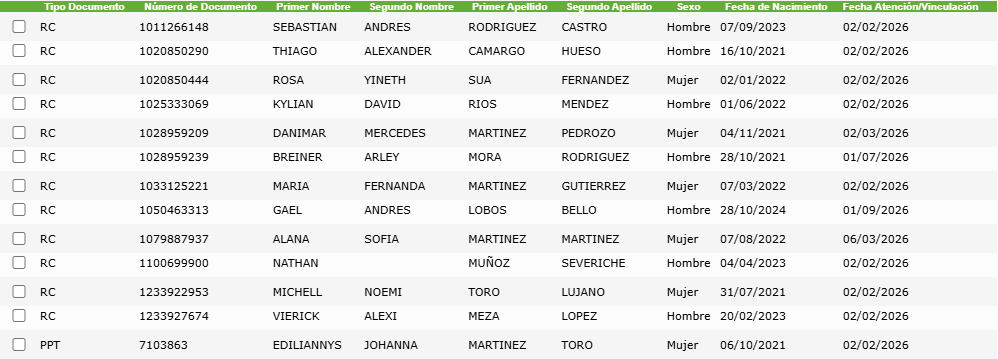 Tipo Documento Número de Documento Primer Nombre Segundo Nombre Primer Apellido Segundo Apellido Sexo Fecha de Nacimiento Fecha Atención/Vinculación
RC 1011266148 SEBASTIAN ANDRES RODRIGUEZ CASTRO Hombre 07/09/2023 02/02/2026
RC 1020850290 THIAGO ALEXANDER CAMARGO HUESO Hombre 16/10/2021 02/02/2026
RC 1020850444 ROSA YINETH SUA FERNANDEZ Mujer 02/01/2022 02/02/2026
RC 1025333069 KYLIAN DAVID RIOS MENDEZ Hombre 01/06/2022 02/02/2026
RC 1028959209 DANIMAR MERCEDES MARTINEZ PEDROZO Mujer 04/11/2021 02/03/2026
RC 1028959239 BREINER ARLEY MORA RODRIGUEZ Hombre 28/10/2021 01/07/2026
RC 1033125221 MARIA FERNANDA MARTINEZ GUTIERREZ Mujer 07/03/2022 02/02/2026
RC 1050463313 GAEL ANDRES LOBOS BELLO Hombre 28/10/2024 01/09/2026
RC 1079887937 ALANA SOFIA MARTINEZ MARTINEZ Mujer 07/08/2022 06/03/2026
RC 1100699900 NATHAN MUÑOZ SEVERICHE Hombre 04/04/2023 02/02/2026
RC 1233922953 MICHELL NOEMI TORO LUJANO Mujer 31/07/2021 02/02/2026
RC 1233927674 VIERICK ALEXI MEZA LOPEZ Hombre 20/02/2023 02/02/2026
PPT 7103863 EDILIANNYS JOHANNA MARTINEZ TORO Mujer 06/10/2021 02/02/2026